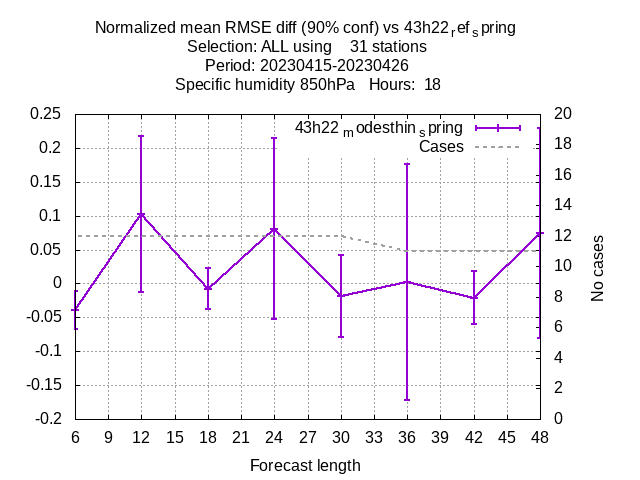 Normalized mean RMSE diff (90% conf) vs 43h22refspring
Selection: ALL using 31 stations
Period: 20230415-20230426
Specific humidity 850hPa Hours: 18
43h22modesthinspring
Cases
0.25
0.2
0.15
0.1
0.05
0
-0.05
-0.1
-0.15
-0.2
20
18
16
14
12
10
8
6
4
2
0
No cases
6 9 12 15 18 21 24 27 30 33 36 39 42 45 48
Forecast length